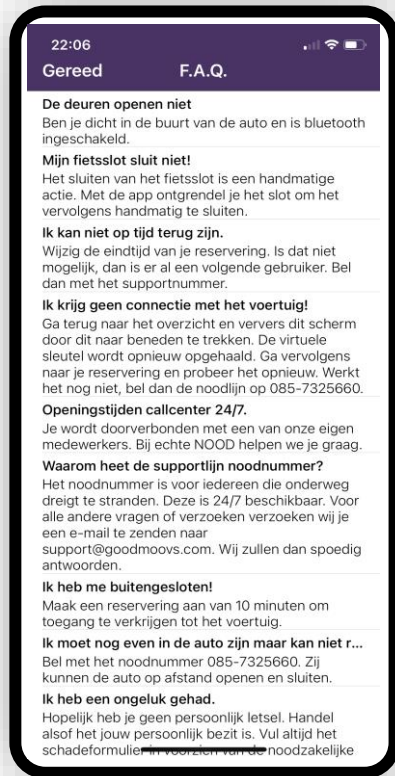 22:06
Gereed F.A.Q.
De deuren openen niet
Ben je dicht in de buurt van de auto en is bluetooth
ingeschakeld.
Mijn fietsslot sluit niet!
Het sluiten van het fietsslot is een handmatige
actie. Met de app ontgrendel je het slot om het
vervolgens handmatig te sluiten.
Ik kan niet op tijd terug zijn.
Wijzig de eindtijd van je reservering. Is dat niet
mogelijk, dan is er al een volgende gebruiker. Bel
dan met het supportnummer.
Ik krijg geen connectie met het voertuig!
Ga terug naar het overzicht en ververs dit scherm
door dit naar beneden te trekken. De virtuele
sleutel wordt opnieuw opgehaald. Ga vervolgens
naar je reservering en probeer het opnieuw. Werkt
het nog niet, bel dan de noodlijn op 085-7325660.
Openingstijden callcenter 24/7.
Je wordt doorverbonden met een van onze eigen
medewerkers. Bij echte NOOD helpen we je graag.
Waarom heet de supportlijn noodnummer?
Het noodnummer is voor iedereen die onderweg
dreigt te stranden. Deze is 24/7 beschikbaar. Voor
alle andere vragen of verzoeken verzoeken wij je
een e-mail te zenden naar
support@goodmoovs.com. Wij zullen dan spoedig
antwoorden.
Ik heb me buitengesloten!
Maak een reservering aan van 10 minuten om
toegang te verkrijgen tot het voertuig.
Ik moet nog even in de auto zijn maar kan niet r...
Bel met het noodnummer 085-7325660. Zij
kunnen de auto op afstand openen en sluiten.
Ik heb een ongeluk gehad.
Hopelijk heb je geen persoonlijk letsel. Handel
alsof het jouw persoonlijk bezit is. Vul altijd het
schadeformulier in voorzien van de noodzakelijke